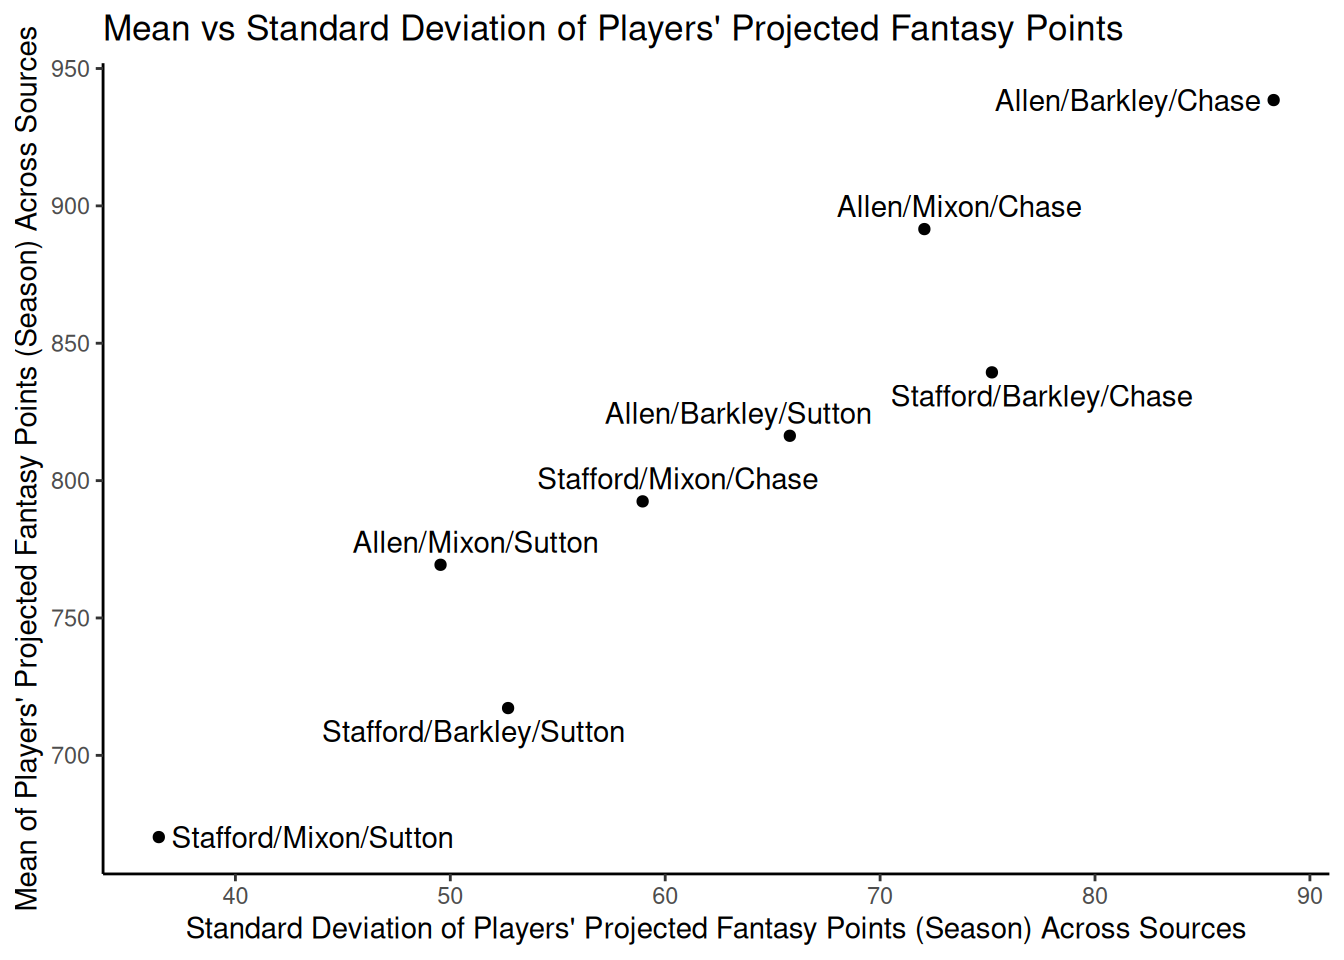 Mean vs Standard Deviation of Players' Projected Fantasy Points
Mean of Players' Projected Fantasy Points (Season) Across Sources
950
900
850
800
750
700
Allen/Barkley/Chase
Allen/Mixon/Chase
Stafford/Barkley/Chase
Allen/Barkley/Sutton
Stafford/Mixon/Chase
Allen/Mixon/Sutton
Stafford/Barkley/Sutton
Stafford/Mixon/Sutton
40 50 60 70 80 90
Standard Deviation of Players' Projected Fantasy Points (Season) Across Sources